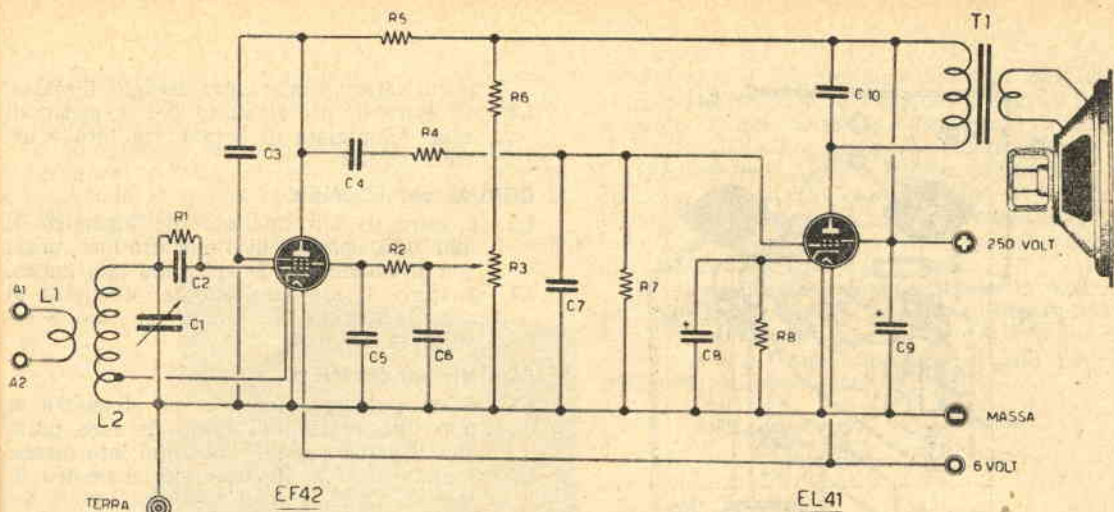 R5
T1
R6
C10
C3
R4
C4
R1
C2
R2
R3
250 VOLT
A1
L1
C1
C7
R7
C8
R8
C9
C5
C6
A2
L2
MASSA
6 VOLT
TERRA
EF42
EL41